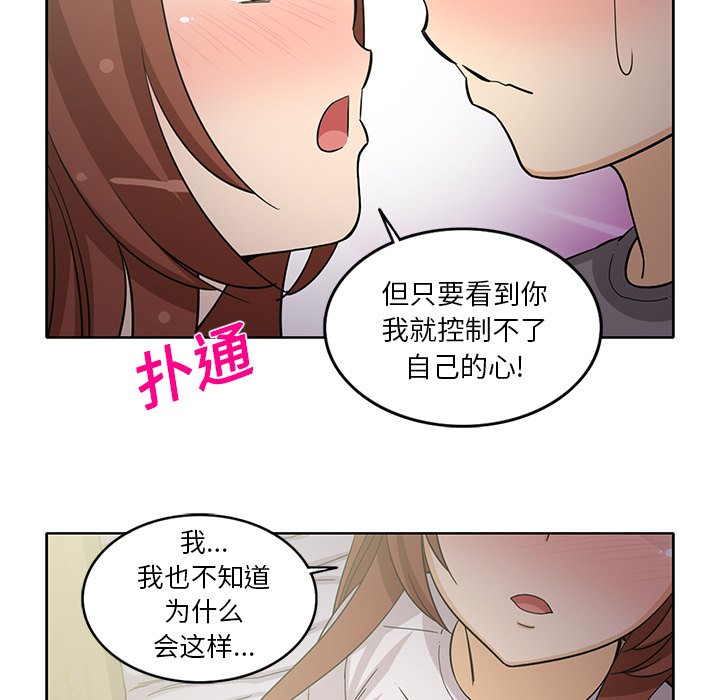 但只要看到你
我就控制不了
自己的心!
扑通
我...
我也不知道
为什么
会这样...